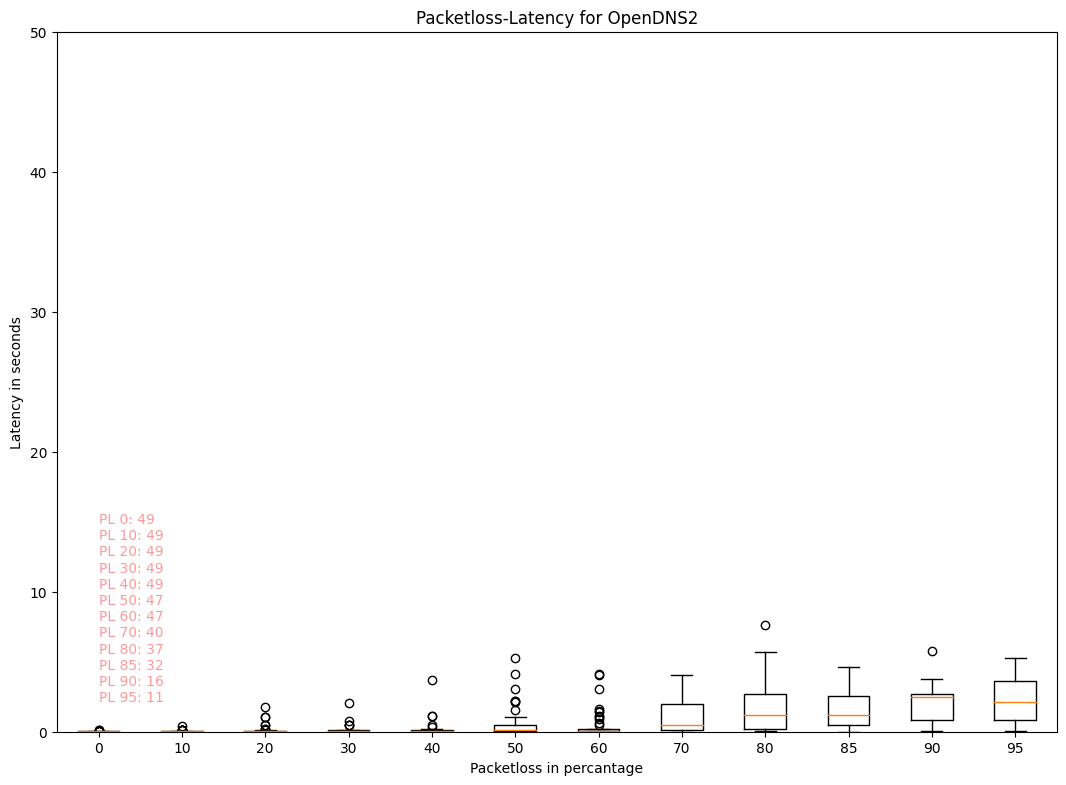 Packetloss-Latency for OpenDNS2
50
40
30
20
10
0
Latency in seconds
PL 0: 49
PL 10: 49
PL 20: 49
PL 30: 49
PL 40: 49
PL 50: 47
PL 60: 47
PL 70: 40
PL 80: 37
PL 85: 32
PL 90: 16
PL 95: 11
0 10 20 30 40 50 60 70 80 85 90 95
Packetloss in percantage